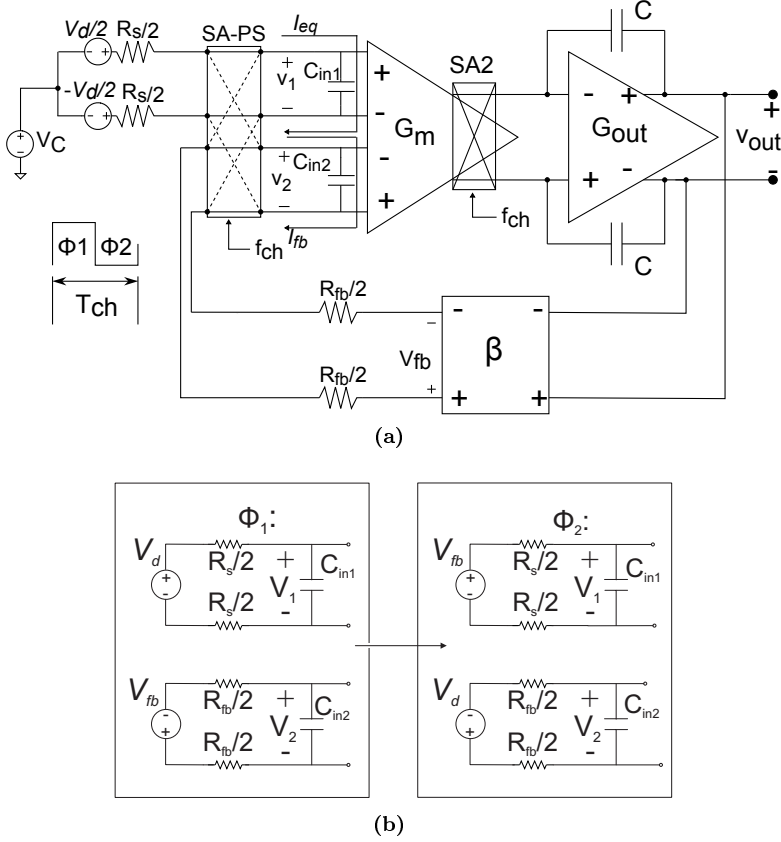 Vd/2 Rs/2 SA-PS Ieq C
-Vd/2 Rs/2 + v1 - Cin1 + SA2 - +
VC - Gm Gout + vout -
+ v2 - Cin2 - + + -
fch Ifb fch C
Φ1 Φ2
Tch
Rfb/2 - - -
Vfb β
Rfb/2 + + +
(a)
Φ1: Φ2:
Vd Rs/2 + Cin1 Vfb Rs/2 + Cin1
V1 V1
Rs/2 - Rs/2 -
Vfb Rfb/2 + Cin2 Vd Rfb/2 + Cin2
V2 V2
Rfb/2 - Rfb/2 -
(b)